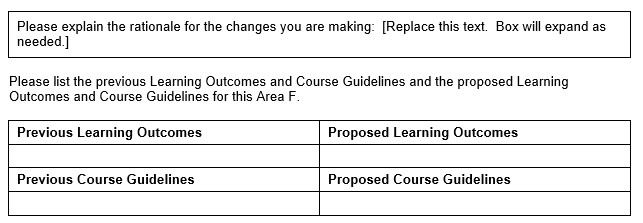 Please explain the rationale for the changes you are making:  [Replace this text.  Box will expand as
needed.]
Please list the previous Learning Outcomes and Course Guidelines and the proposed Learning
Outcomes and Course Guidelines for this Area F.
Previous Learning Outcomes
Proposed Learning Outcomes
Previous Course Guidelines
Proposed Course Guidelines